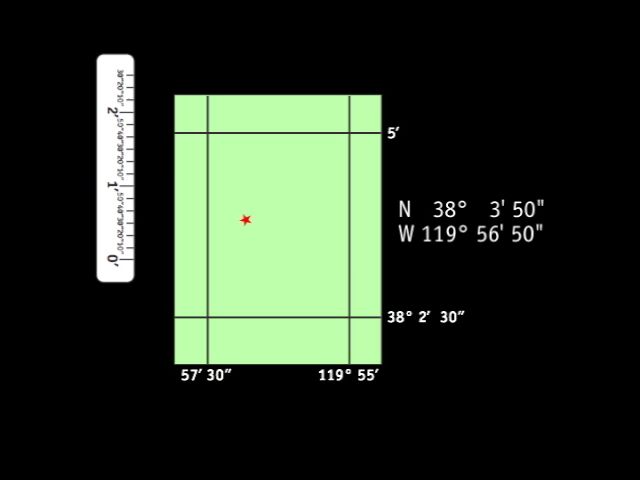 2'
1'
0'
5'
N 38° 3' 50"
W 119° 56' 50"
38° 2' 30"
57' 30"
119° 55'